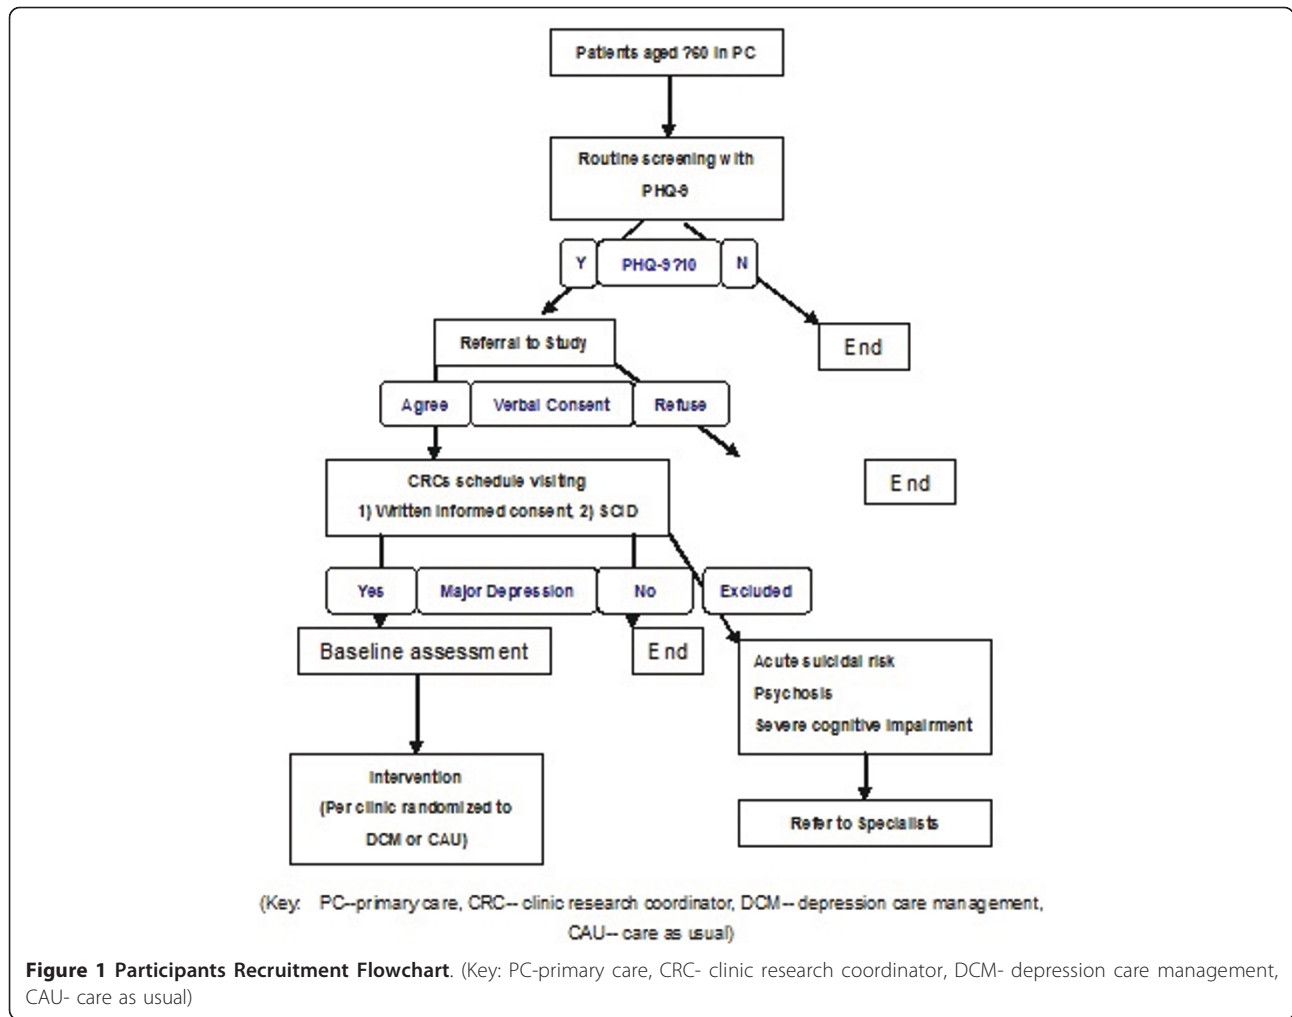 Patients aged ?60 in PC
Routine screening with
PHQ-9
Y
PHQ-9?10
N
Referral to Study
End
Agree
Verbal Consent
Refuse
CRCs schedule visiting
1) Written informed consent, 2) SCID
End
Yes
Major Depression
No
Excluded
Baseline assessment
End
Acute suicidal risk
Psychosis
Severe cognitive impairment
Intervention
(Per clinic randomized to
DCM or CAU)
Refer to Specialists
(Key: PC--primary care, CRC-- clinic research coordinator, DCM-- depression care management,
CAU-- care as usual)
Figure 1 Participants Recruitment Flowchart. (Key: PC-primary care, CRC- clinic research coordinator, DCM- depression care management,
CAU- care as usual)